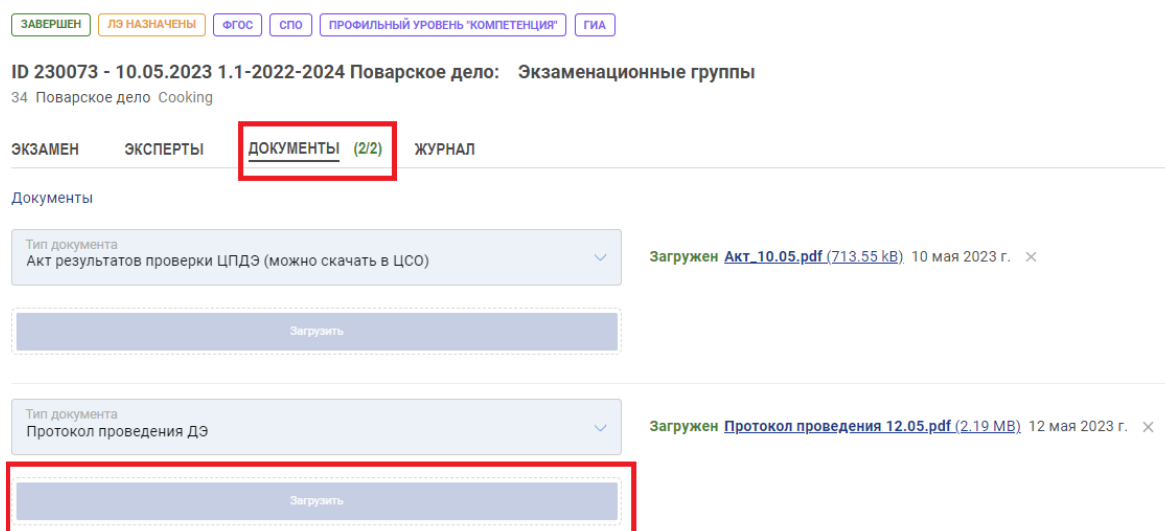 ЗАВЕРШЕН ЛЭ НАЗНАЧЕНЫ ФГОС СПО ПРОФИЛЬНЫЙ УРОВЕНЬ "КОМПЕТЕНЦИЯ" ГИА
ID 230073 - 10.05.2023 1.1-2022-2024 Поварское дело: Экзаменационные группы
34 Поварское дело Cooking
ЭКЗАМЕН ЭКСПЕРТЫ ДОКУМЕНТЫ (2/2) ЖУРНАЛ
Документы
Тип документа
Акт результатов проверки ЦПДЭ (можно скачать в ЦСО)
Загружен Акт_10.05.pdf (713.55 kB) 10 мая 2023 г.
Загрузить
Тип документа
Протокол проведения ДЭ
Загружен Протокол проведения 12.05.pdf (2.19 MB) 12 мая 2023 г.
Загрузить